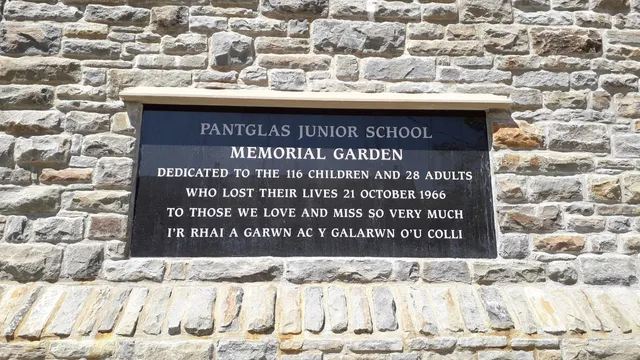 PANTGLAS JUNIOR SCHOOL
MEMORIAL GARDEN
DEDICATED TO THE 116 CHILDREN AND 28 ADULTS
WHO LOST THEIR LIVES 21 OCTOBER 1966
TO THOSE WE LOVE AND MISS SO VERY MUCH
I'R RHAI A GARWN AC Y GALARWN O'U COLLI